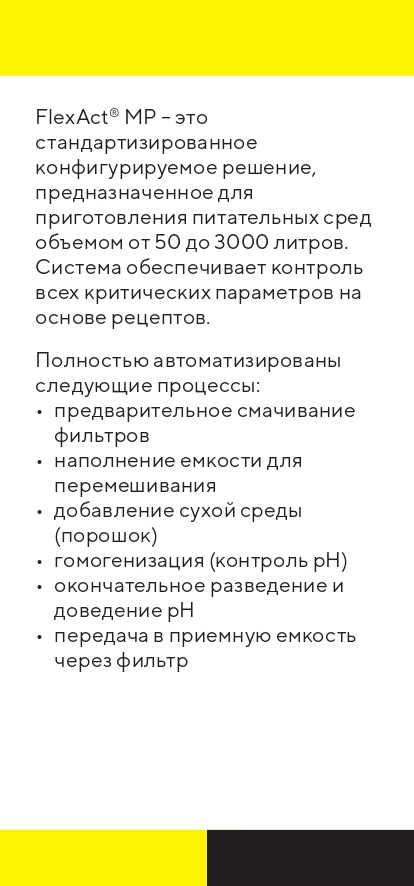 FlexAct® MP – это
стандартизированное
конфигурируемое решение,
предназначенное для
приготовления питательных сред
объемом от 50 до 3000 литров.
Система обеспечивает контроль
всех критических параметров на
основе рецептов.
Полностью автоматизированы
следующие процессы:
• предварительное смачивание
фильтров
• наполнение емкости для
перемешивания
• добавление сухой среды
(порошок)
• гомогенизация (контроль pH)
• окончательное разведение и
доведение pH
• передача в приемную емкость
через фильтр